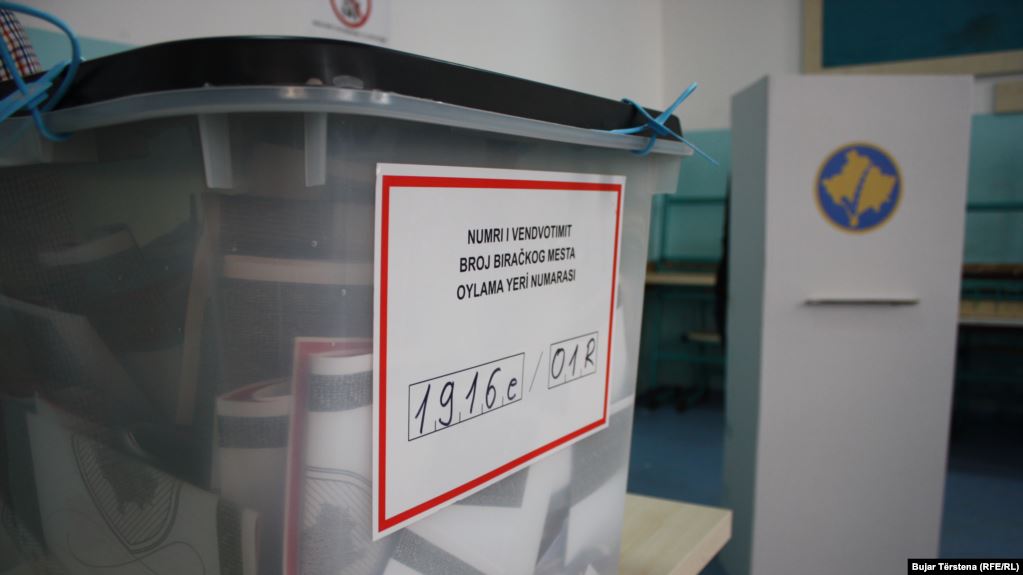 NUMRI I VENDVOTIMIT
BROJ BIRAČKOG MESTA
OYLAMA YERİ NUMARASI
1916e / 01R
Bujar Tërstena (RFE/RL)